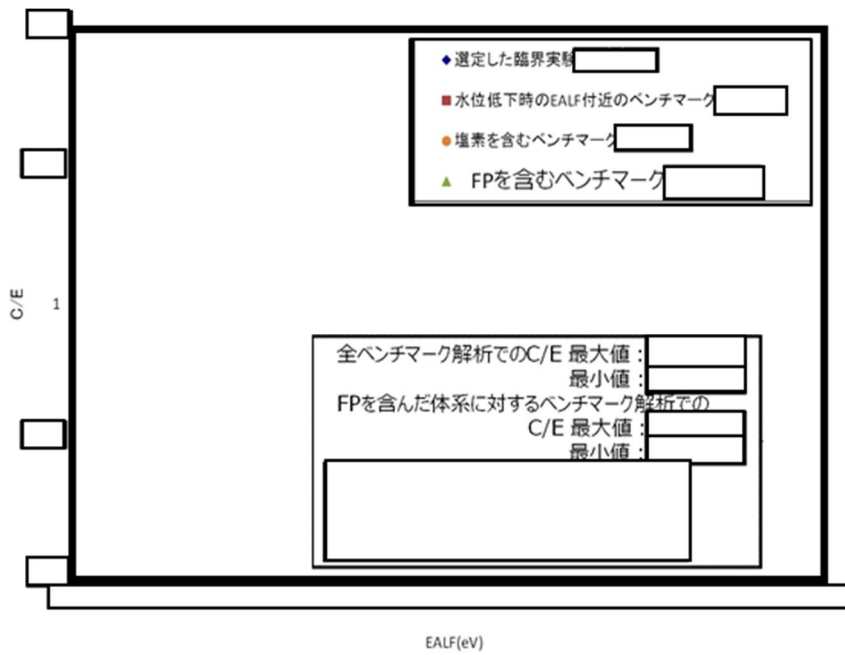 選定した臨界実験
水位低下時のEALF付近のベンチマーク
塩素を含むベンチマーク
FPを含むベンチマーク
C/E
1
全ベンチマーク解析でのC/E 最大値：
最小値：
FPを含んだ体系に対するベンチマーク解析での
C/E 最大値：
最小値：
EALF(eV)